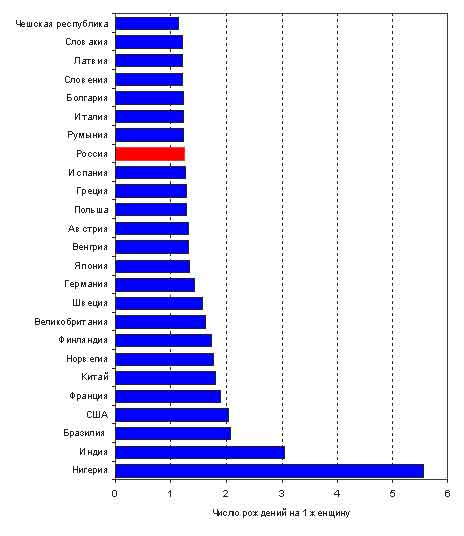 Чешская республика
Словакия
Латвия
Словения
Болгария
Италия
Румыния
Россия
Испания
Греция
Польша
Австрия
Венгрия
Япония
Германия
Швеция
Великобритания
Финландия
Норвегия
Китай
Франция
США
Бразилия
Индия
Нигерия
0 1 2 3 4 5 6
Число рождений на 1 женщину